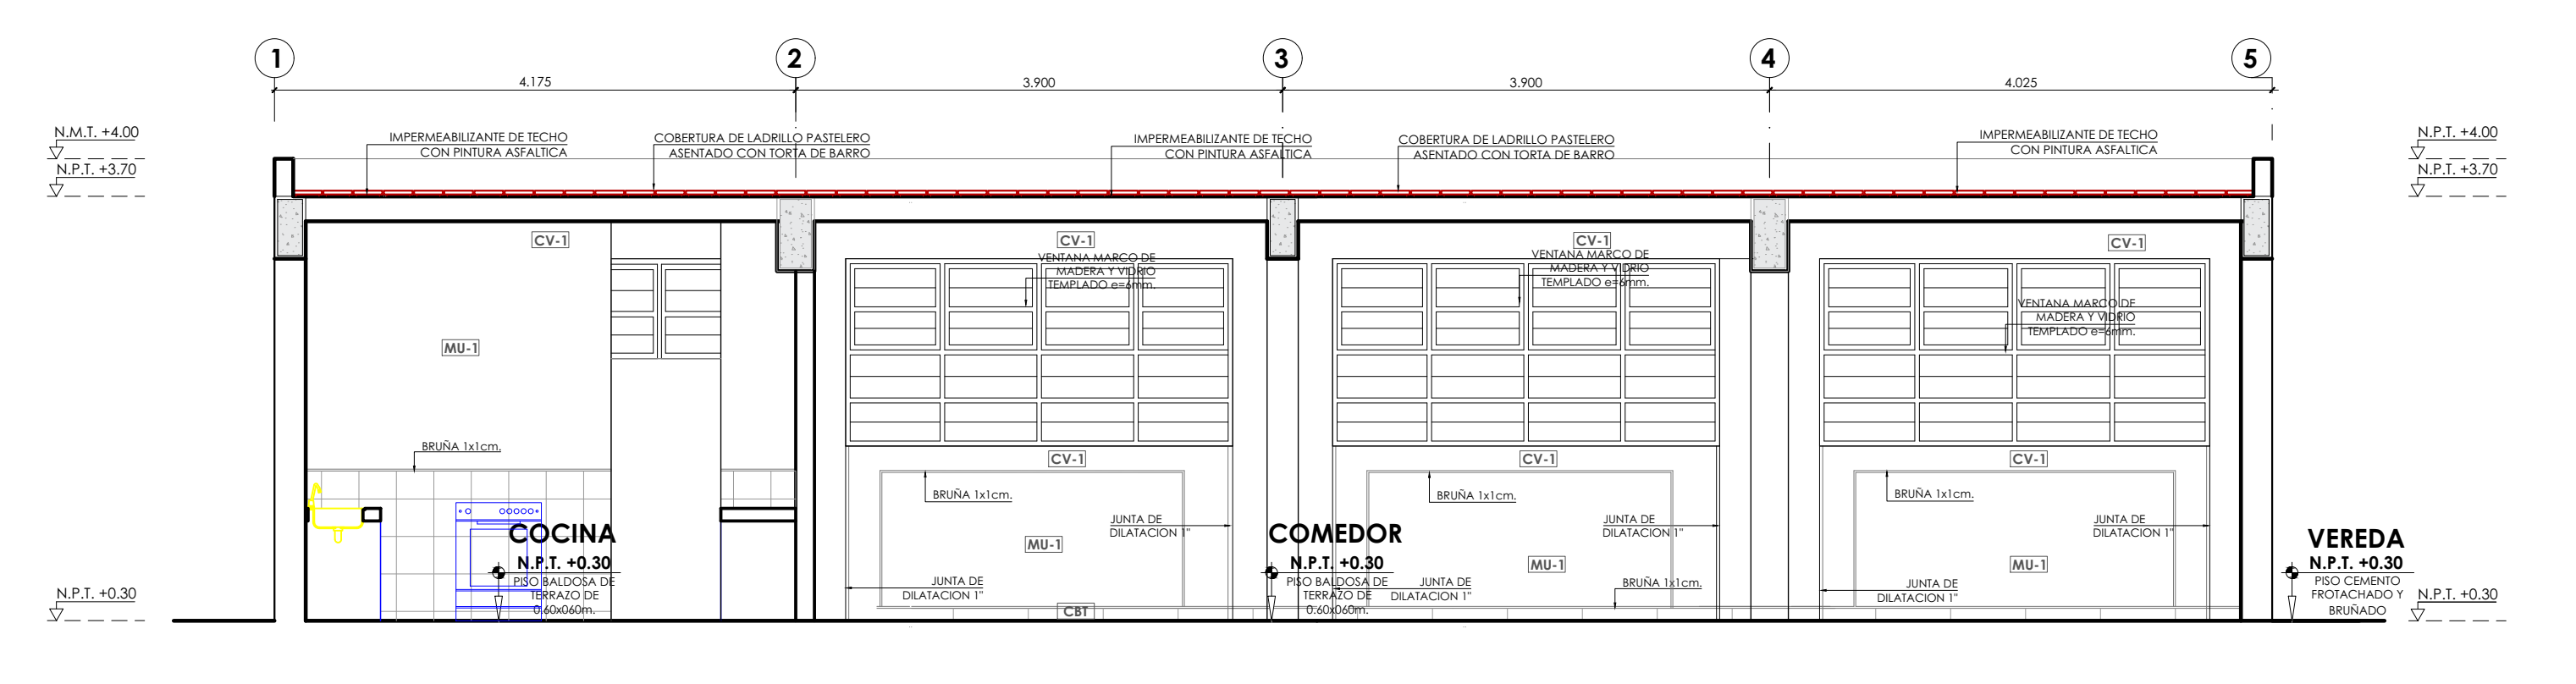 1
2
3
4
5
4.175
3.900
3.900
4.025
N.M.T. +4.00
N.P.T. +3.70
IMPERMEABILIZANTE DE TECHO
CON PINTURA ASFALTICA
COBERTURA DE LADRILLO PASTELERO
ASENTADO CON TORTA DE BARRO
IMPERMEABILIZANTE DE TECHO
CON PINTURA ASFALTICA
COBERTURA DE LADRILLO PASTELERO
ASENTADO CON TORTA DE BARRO
IMPERMEABILIZANTE DE TECHO
CON PINTURA ASFALTICA
N.P.T. +4.00
N.P.T. +3.70
CV-1
CV-1
CV-1
CV-1
VENTANA MARCO DE
MADERA Y VIDRIO
TEMPLADO e=6mm.
VENTANA MARCO DE
MADERA Y VIDRIO
TEMPLADO e=6mm.
VENTANA MARCO DE
MADERA Y VIDRIO
TEMPLADO e=6mm.
MU-1
BRUÑA 1x1cm.
CV-1
CV-1
CV-1
BRUÑA 1x1cm.
BRUÑA 1x1cm.
BRUÑA 1x1cm.
JUNTA DE
DILATACION 1"
JUNTA DE
DILATACION 1"
JUNTA DE
DILATACION 1"
MU-1
MU-1
MU-1
COCINA
N.P.T. +0.30
PISO BALDOSA DE
TERRAZO DE
0.60x060m.
JUNTA DE
DILATACION 1"
COMEDOR
N.P.T. +0.30
PISO BALDOSA DE
TERRAZO DE
0.60x060m.
JUNTA DE
DILATACION 1"
BRUÑA 1x1cm.
JUNTA DE
DILATACION 1"
CBT
VEREDA
N.P.T. +0.30
PISO CEMENTO
FROTACHADO Y
BRUÑADO
N.P.T. +0.30
N.P.T. +0.30